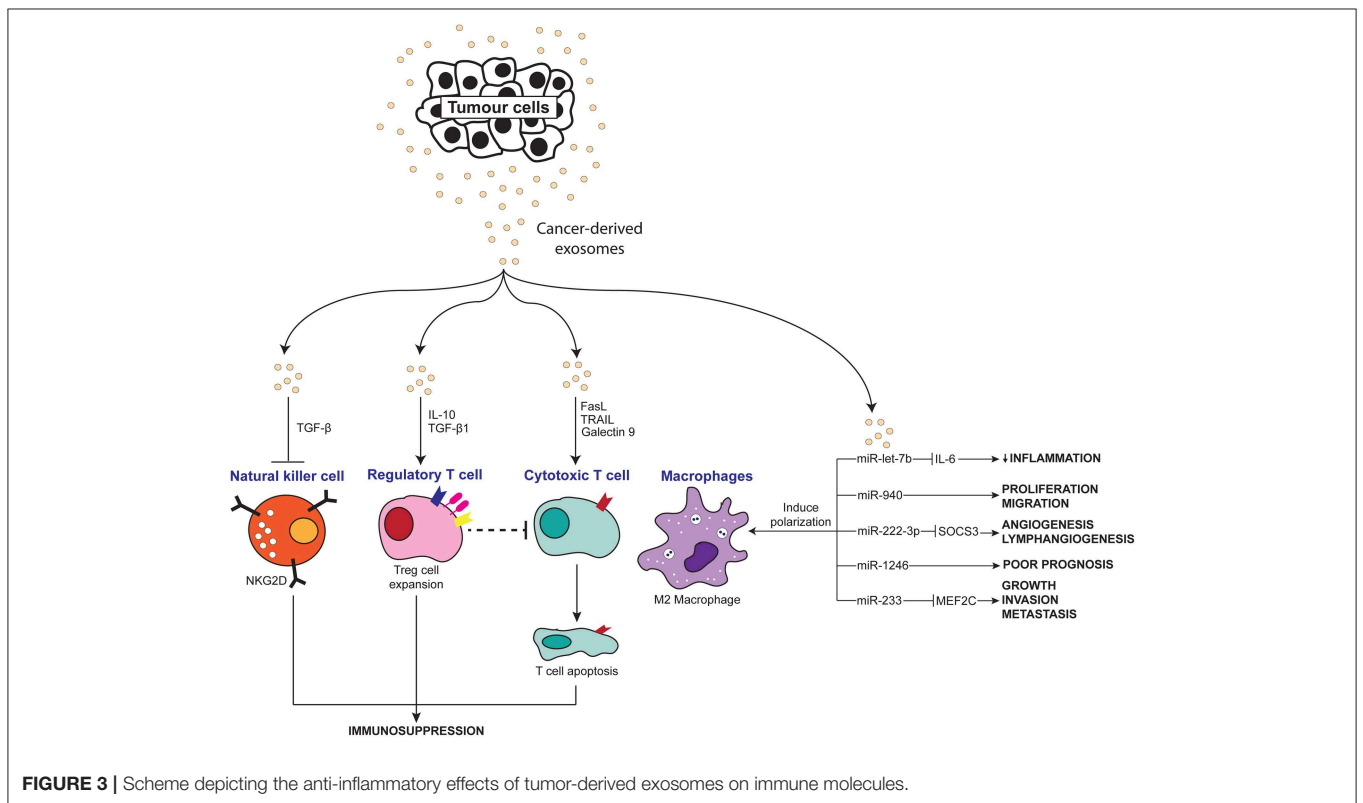 Tumour cells
Cancer-derived
exosomes
TGF-β
IL-10
TGF-β1
FasL
TRAIL
Galectin 9
Natural killer cell
Regulatory T cell
Cytotoxic T cell
Macrophages
NKG2D
Treg cell
expansion
M2 Macrophage
T cell apoptosis
IMMUNOSUPPRESSION
Induce
polarization
miR-let-7b
IL-6
↓INFLAMMATION
miR-940
PROLIFERATION
MIGRATION
miR-222-3p
SOCS3
ANGIOGENESIS
LYMPHANGIOGENESIS
miR-1246
POOR PROGNOSIS
miR-233
MEF2C
GROWTH
INVASION
METASTASIS
FIGURE 3 | Scheme depicting the anti-inflammatory effects of tumor-derived exosomes on immune molecules.